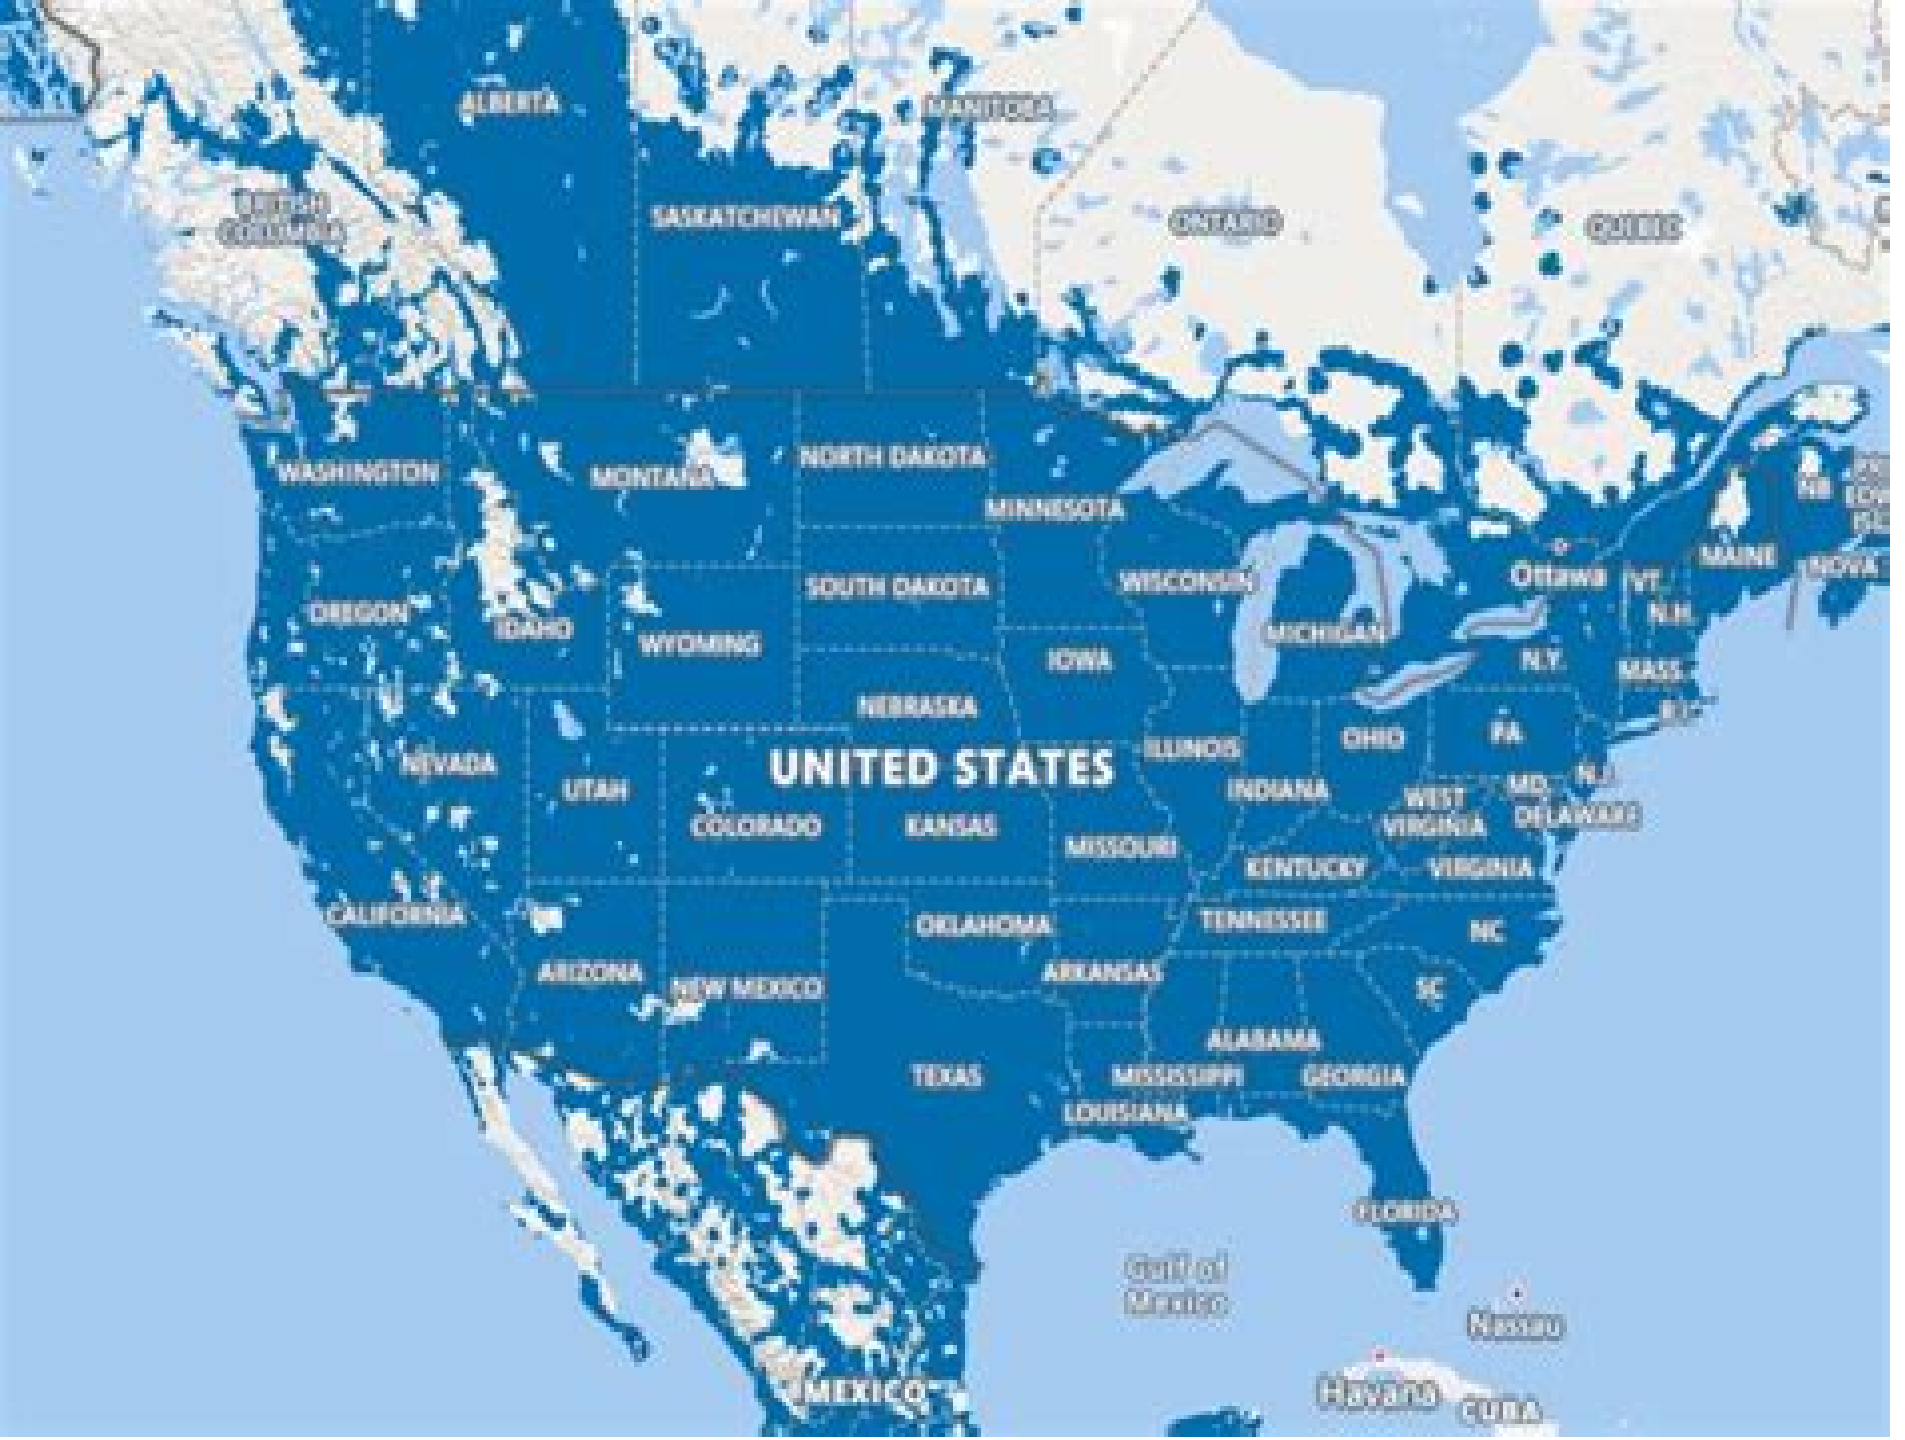 ALBERTA
MANITOBA
BRITISH
COLUMBIA
SASKATCHEWAN
ONTARIO
QUEBEC
WASHINGTON
MONTANA
NORTH DAKOTA
MINNESOTA
NB
MAINE
NOVA
OREGON
IDAHO
WYOMING
SOUTH DAKOTA
WISCONSIN
MICHIGAN
Ottawa
VT.
N.H.
IOWA
N.Y.
MASS.
NEBRASKA
R.I.
NEVADA
UTAH
UNITED STATES
ILLINOIS
OHIO
PA
INDIANA
N.J.
MD.
COLORADO
KANSAS
WEST
VIRGINIA
DELAWARE
MISSOURI
KENTUCKY
VIRGINIA
CALIFORNIA
OKLAHOMA
TENNESSEE
NC
ARIZONA
NEW MEXICO
ARKANSAS
SC
ALABAMA
TEXAS
MISSISSIPPI
GEORGIA
LOUISIANA
FLORIDA
Gulf of
Mexico
Nassau
MEXICO
Havana
CUBA